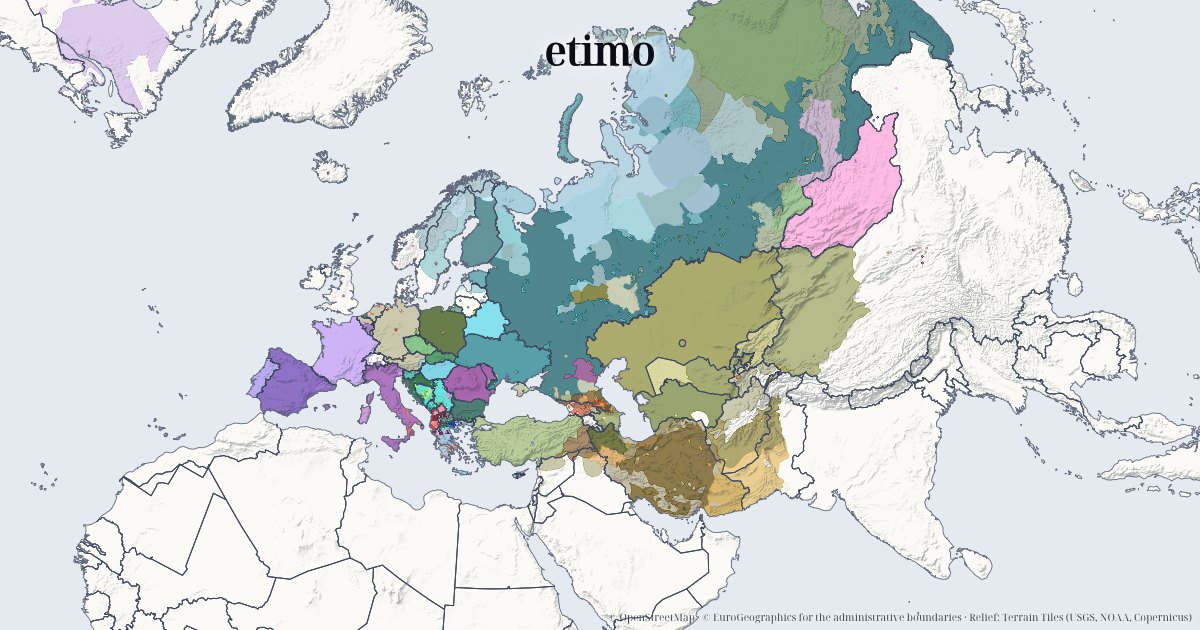 etimo
© OpenStreetMap · © EuroGeographics for the administrative boundaries · Relief: Terrain Tiles (USGS, NOAA, Copernicus)